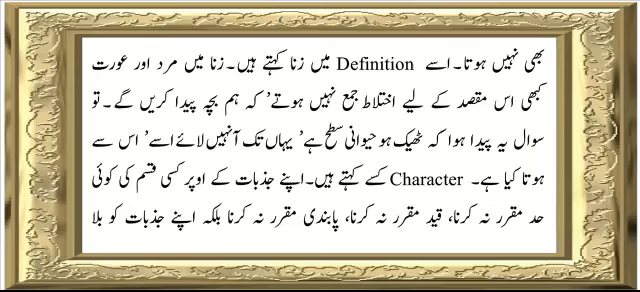 بھی نہیں ہوتا۔اسے Definition میں زنا کہتے ہیں۔زنا میں مرد اور عورت
کبھی اس مقصد کے لیے اختلاط جمع نہیں ہوتے’ کہ ہم بچہ پیدا کریں گے۔تو
سوال یہ پیدا ہوا کہ ٹھیک ہو حیوانی سطح ہے’ یہاں تک آنہیں لائے اسے’ اس سے
ہوتا کیا ہے۔ Character کسے کہتے ہیں۔اپنے جذبات کے اوپر کسی قسم کی کوئی
حد مقرر نہ کرنا، قید مقرر نہ کرنا، پابندی مقرر نہ کرنا بلکہ اپنے جذبات کو بلا